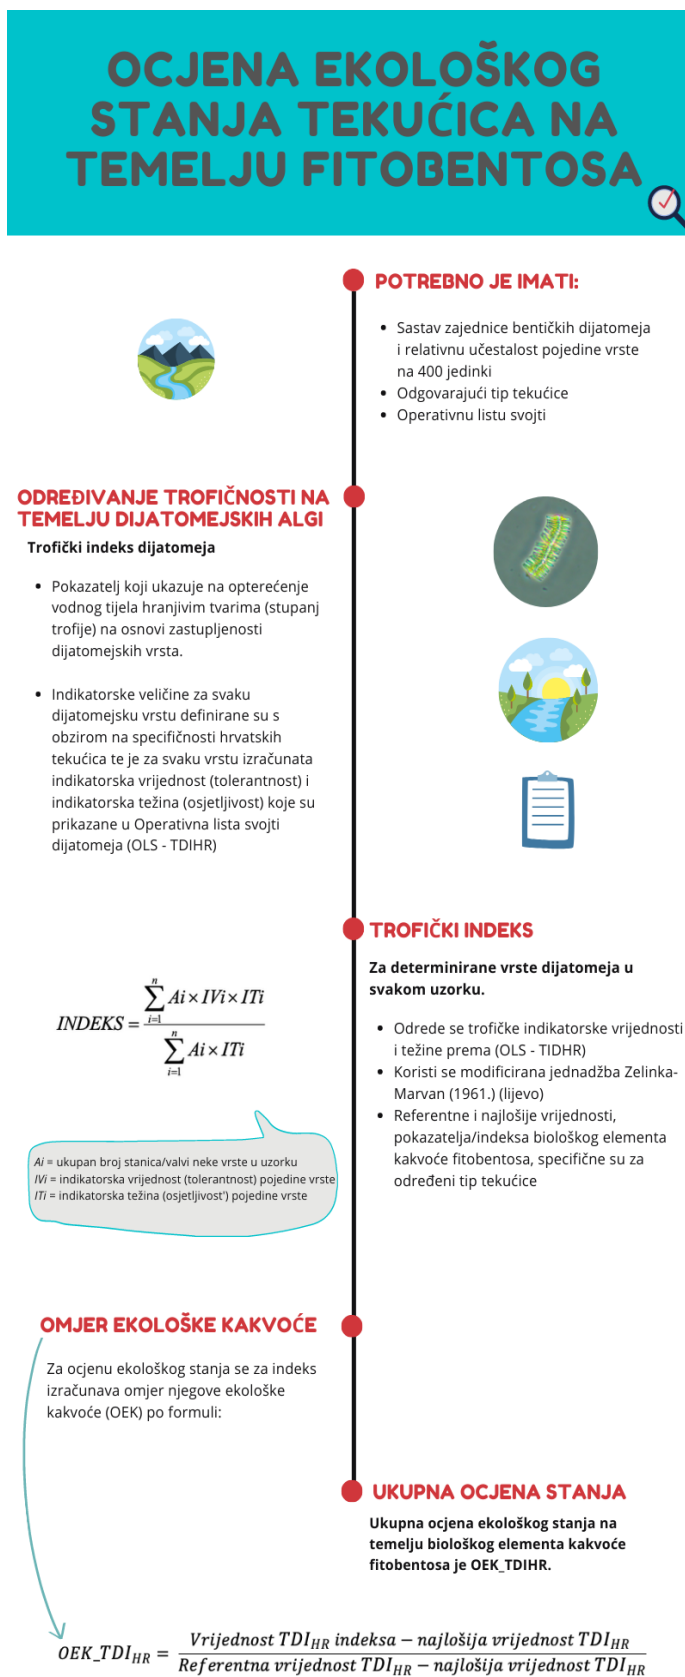 OCJENA EKOLOŠKOG
STANJA TEKUĆICA NA
TEMELJU FITOBENTOSA
POTREBNO JE IMATI:
• Sastav zajednice bentičkih dijatomeja
i relativnu učestalost pojedine vrste
na 400 jedinki
• Odgovarajući tip tekućice
• Operativnu listu svojti
ODREĐIVANJE TROFIČNOSTI NA
TEMELJU DIJATOMEJSKIH ALGI
Trofički indeks dijatomeja
• Pokazatelj koji ukazuje na opterećenje
vodnog tijela hranjivim tvarima (stupanj
trofije) na osnovi zastupljenosti
dijatomejskih vrsta.
• Indikatorske veličine za svaku
dijatomejsku vrstu definirane su s
obzirom na specifičnosti hrvatskih
tekućica te je za svaku vrstu izračunata
indikatorska vrijednost (tolerantnost) i
indikatorska težina (osjetljivost) koje su
prikazane u Operativna lista svojti
dijatomeja (OLS - TDIHR)
TROFIČKI INDEKS
Za determinirane vrste dijatomeja u
svakom uzorku.
• Odrede se trofičke indikatorske vrijednosti
i težine prema (OLS - TIDHR)
• Koristi se modificirana jednadžba Zelinka-
Marvan (1961.) (lijevo)
• Referentne i najlošije vrijednosti,
pokazatelja/indeksa biološkog elementa
kakvoće fitobentosa, specifične su za
određeni tip tekućice
n
∑ Ai × IVi × ITi
i=1
INDEKS =
n
∑ Ai × ITi
i=1
Ai = ukupan broj stanica/valvi neke vrste u uzorku
IVi = indikatorska vrijednost (tolerantnost) pojedine vrste
ITi = indikatorska težina (osjetljivost') pojedine vrste
OMJER EKOLOŠKE KAKVOĆE
Za ocjenu ekološkog stanja se za indeks
izračunava omjer njegove ekološke
kakvoće (OEK) po formuli:
UKUPNA OCJENA STANJA
Ukupna ocjena ekološkog stanja na
temelju biološkog elementa kakvoće
fitobentosa je OEK_TDIHR.
OEK_TDI_HR =
Vrijednost TDI_HR indeksa − najlošija vrijednost TDI_HR
Referentna vrijednost TDI_HR − najlošija vrijednost TDI_HR